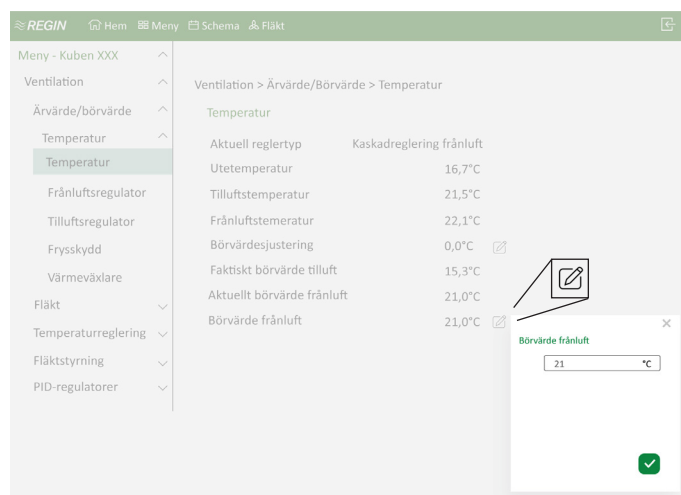 REGIN Hem Meny Schema Fläkt
Meny - Kuben XXX
Ventilation
Ärvärde/börvärde
Temperatur
Temperatur
Frånluftsregulator
Tilluftsregulator
Frysskydd
Värmeväxlare
Fläkt
Temperaturreglering
Fläktstyrning
PID-regulatorer
Ventilation > Ärvärde/Börvärde > Temperatur
Temperatur
Aktuell reglertyp Kaskadreglering frånluft
Utetemperatur 16,7°C
Tilluftstemperatur 21,5°C
Frånluftstemeratur 22,1°C
Börvärdesjustering 0,0°C
Faktiskt börvärde tilluft 15,3°C
Aktuellt börvärde frånluft 21,0°C
Börvärde frånluft 21,0°C
Börvärde frånluft
21 °C